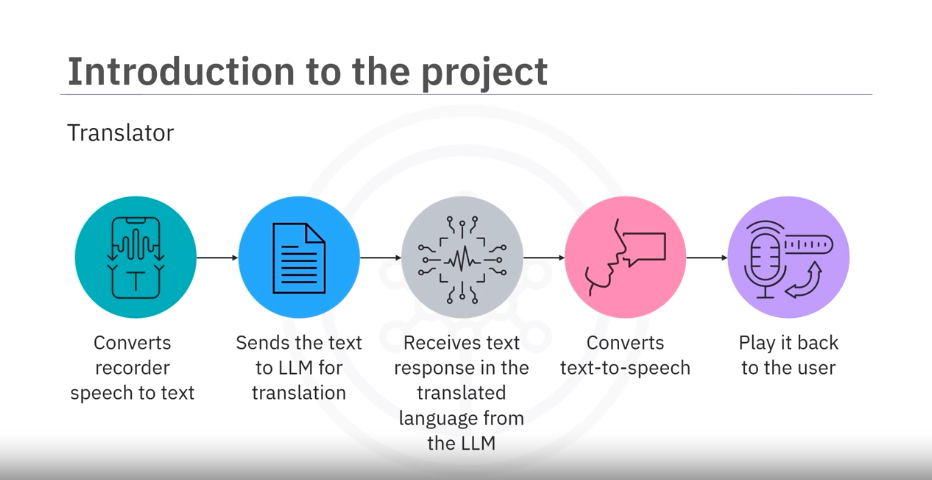 Introduction to the project
Translator
T
Converts
recorder
speech to text
Sends the text
to LLM for
translation
Receives text
response in the
translated
language from
the LLM
Converts
text-to-speech
Play it back
to the user